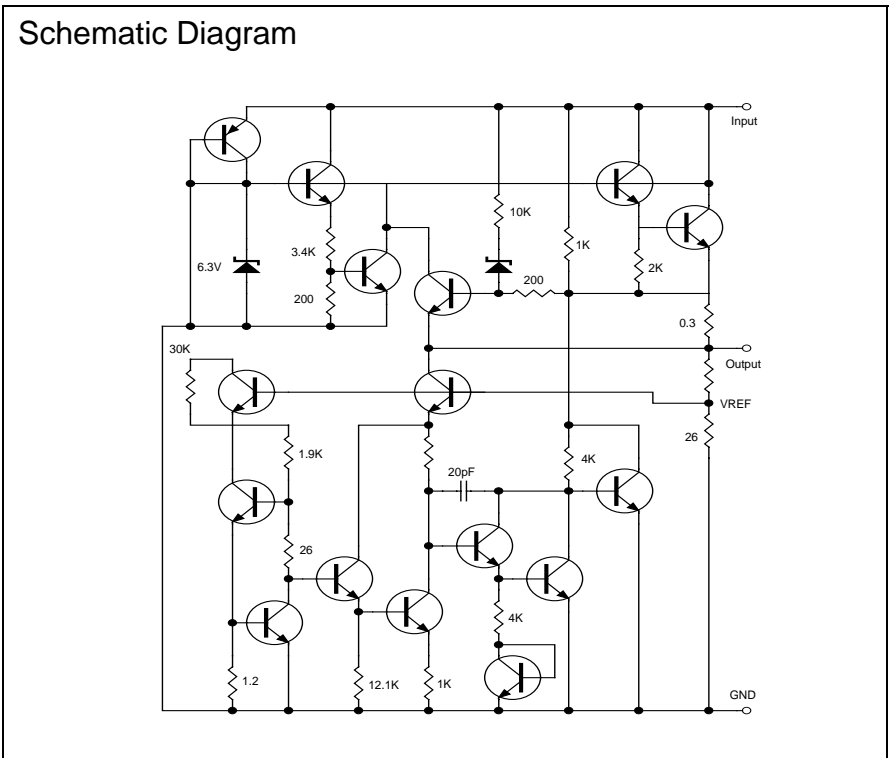 Schematic Diagram
Input
10K
3.4K
1K
6.3V
2K
200
200
0.3
30K
Output
VREF
26
1.9K
4K
20pF
26
4K
1.2
12.1K
1K
GND